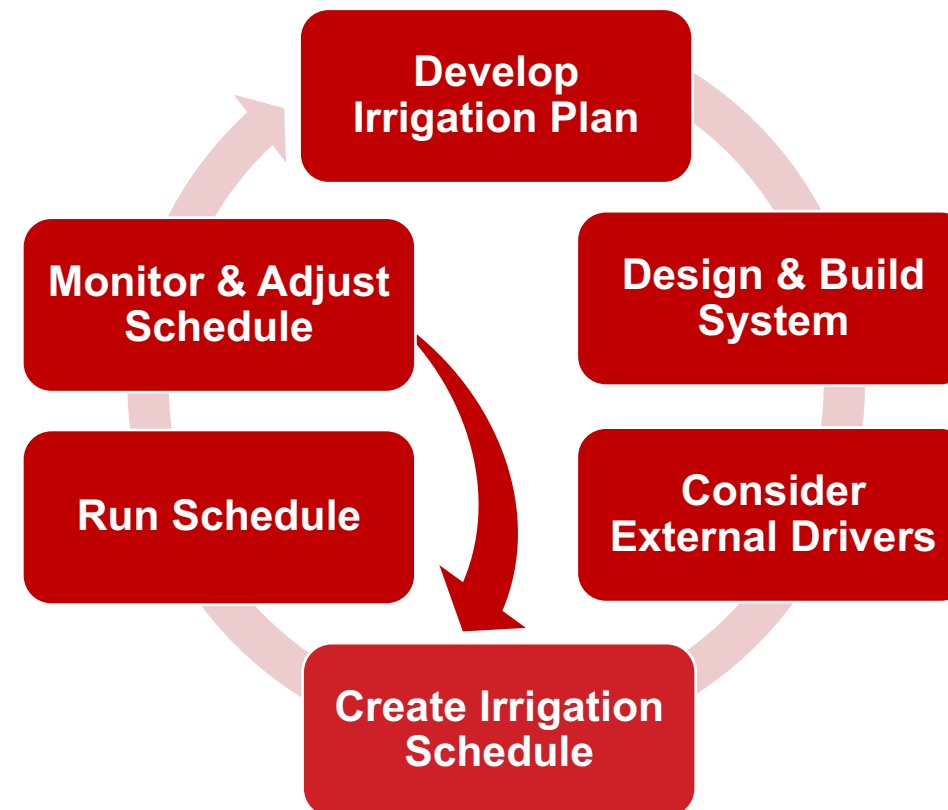 Develop
Irrigation Plan
Design & Build
System
Consider
External Drivers
Create Irrigation
Schedule
Run Schedule
Monitor & Adjust
Schedule